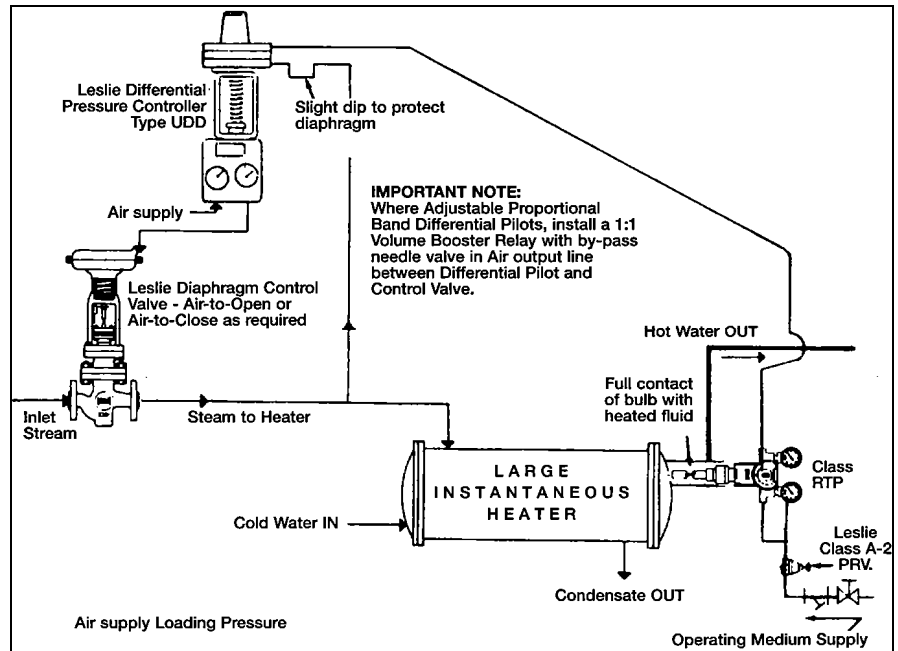 Leslie Differential
Pressure Controller
Type UDD
Slight dip to protect
diaphragm
Air supply
IMPORTANT NOTE:
Where Adjustable Proportional
Band Differential Pilots, install a 1:1
Volume Booster Relay with by-pass
needle valve in Air output line
between Differential Pilot and
Control Valve.
Leslie Diaphragm Control
Valve - Air-to-Open or
Air-to-Close as required
Hot Water OUT
Full contact
of bulb with
heated fluid
Inlet
Stream
Steam to Heater
LARGE
INSTANTANEOUS
HEATER
Class
RTP
Cold Water IN
Leslie
Class A-2
PRV.
Condensate OUT
Air supply Loading Pressure
Operating Medium Supply